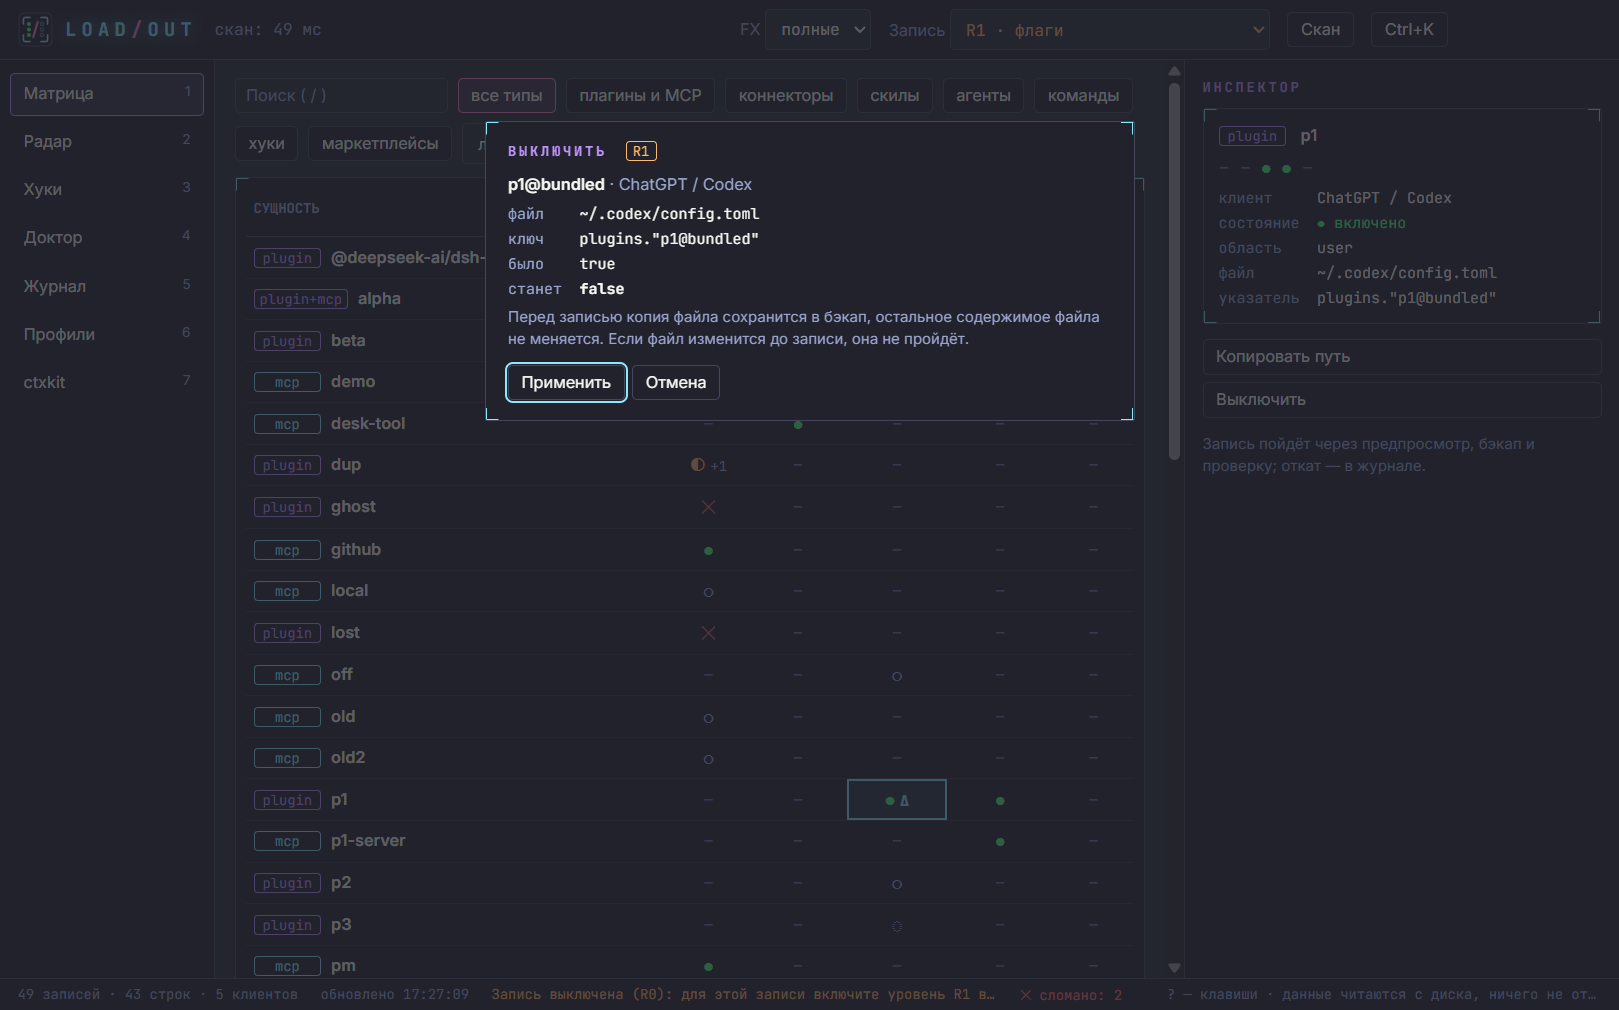 LOAD/OUT скан: 49 мс FX полные Запись R1 · флаги Скан Ctrl+K
Матрица 1
Радар 2
Хуки 3
Доктор 4
Журнал 5
Профили 6
ctxkit 7
Поиск ( / ) все типы плагины и MCP коннекторы скилы агенты команды
хуки маркетплейсы
ВЫКЛЮЧИТЬ R1
p1@bundled · ChatGPT / Codex
файл ~/.codex/config.toml
ключ plugins."p1@bundled"
было true
станет false
Перед записью копия файла сохранится в бэкап, остальное содержимое файла
не меняется. Если файл изменится до записи, она не пройдёт.
Применить Отмена
СУЩНОСТЬ
plugin @deepseek-ai/dsh-
plugin+mcp alpha
plugin beta
mcp demo
mcp desk-tool — ● — — —
plugin dup ◐ +1 — — — —
plugin ghost × — — — —
mcp github ● — — — —
mcp local ○ — — — —
plugin lost × — — — —
mcp off — — ○ — —
mcp old ○ — — — —
mcp old2 ○ — — — —
plugin p1 — — ● Δ ● —
mcp p1-server — — — ● —
plugin p2 — — ○ — —
plugin p3 — — ◌ — —
mcp pm ● — — — —
ИНСПЕКТОР
plugin p1
— — ● ● —
клиент ChatGPT / Codex
состояние ● включено
область user
файл ~/.codex/config.toml
указатель plugins."p1@bundled"
Копировать путь
Выключить
Запись пойдёт через предпросмотр, бэкап и
проверку; откат — в журнале.
49 записей · 43 строк · 5 клиентов обновлено 17:27:09 Запись выключена (R0): для этой записи включите уровень R1 в… × сломано: 2 ? — клавиши · данные читаются с диска, ничего не от…